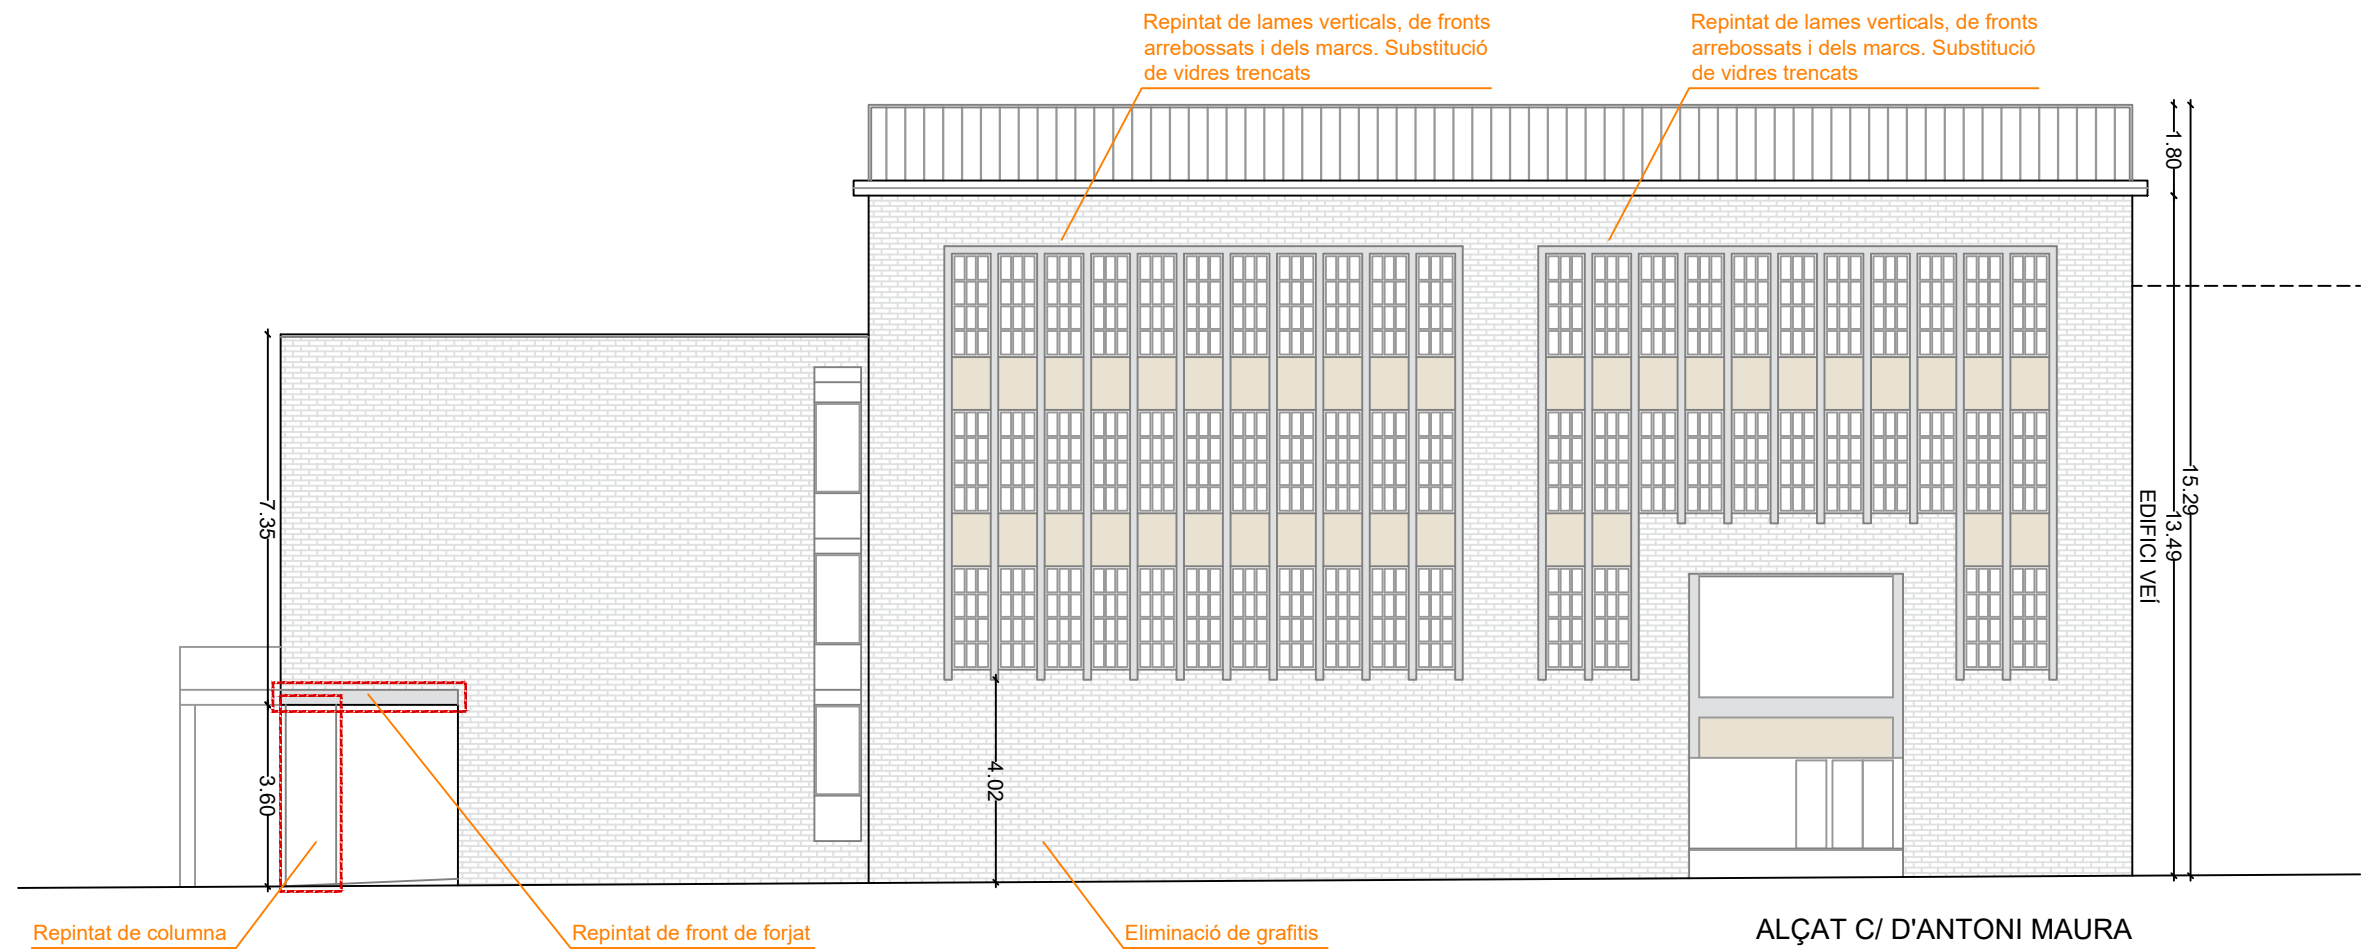 Repintat de lames verticals, de fronts
arrebossats i dels marcs. Substitució
de vidres trencats
Repintat de lames verticals, de fronts
arrebossats i dels marcs. Substitució
de vidres trencats
1.80
15.29
13.49
EDIFICI VEÍ
7.35
3.60
4.02
Repintat de columna
Repintat de front de forjat
Eliminació de grafitis
ALÇAT C/ D'ANTONI MAURA